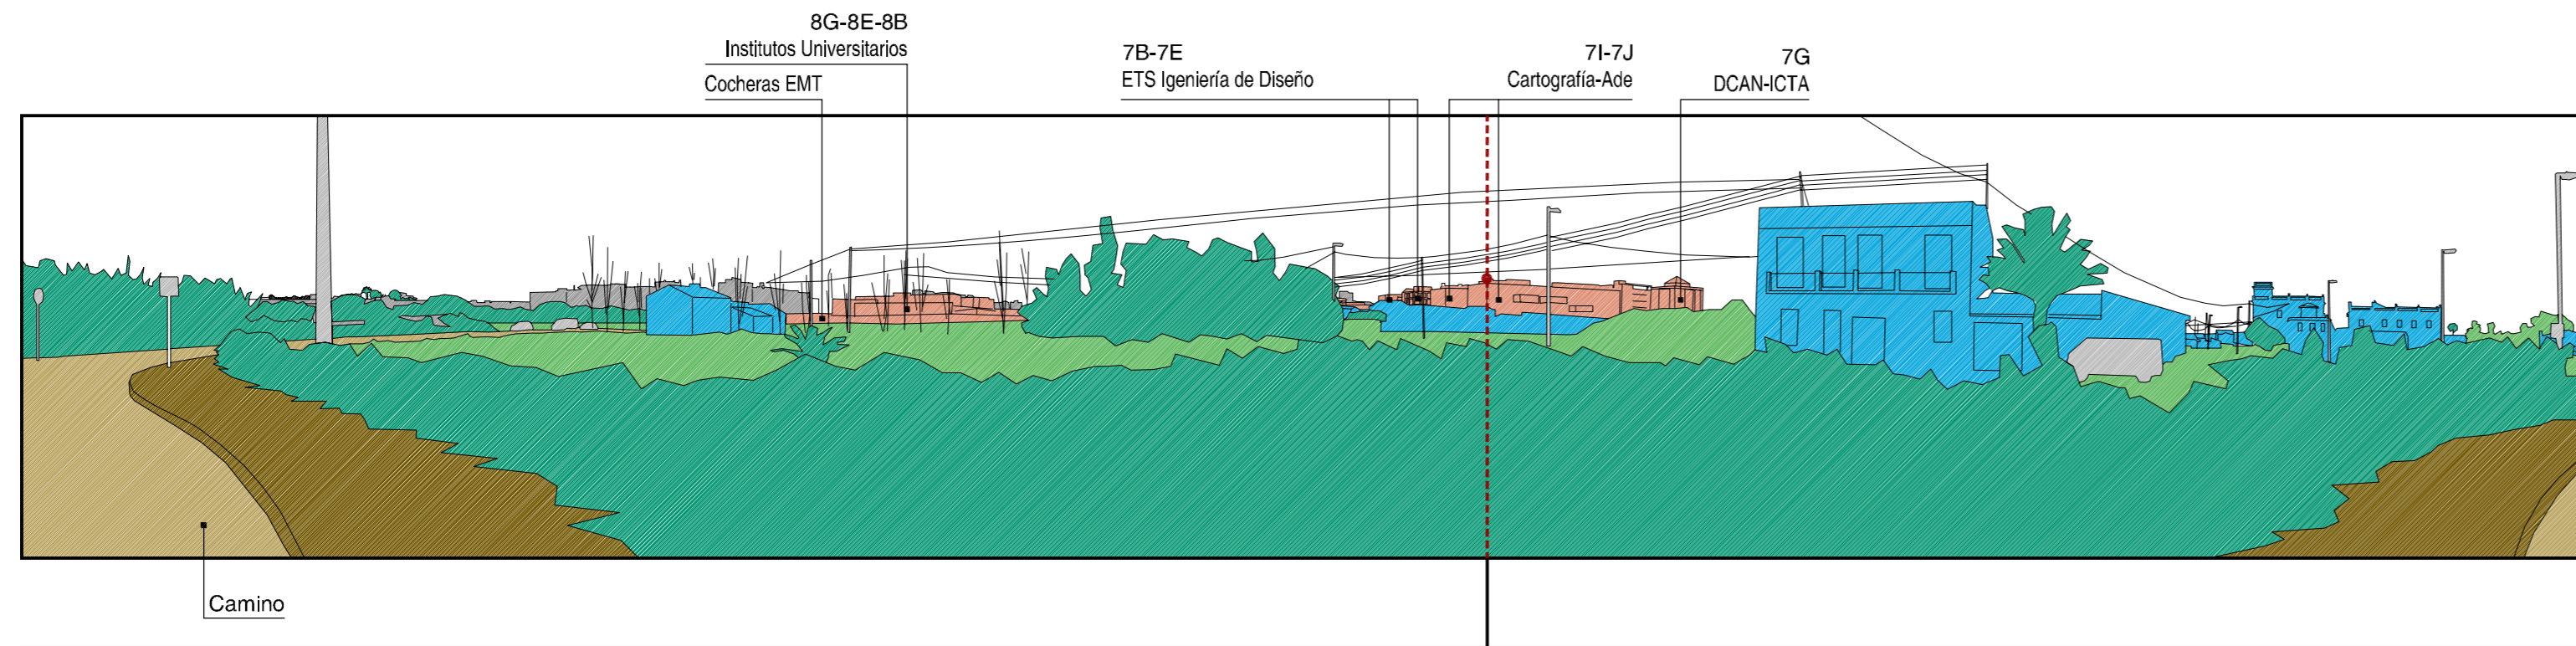 8G-8E-8B
Institutos Universitarios
Cocheras EMT
7B-7E
ETS Igeniería de Diseño
7I-7J
Cartografía-Ade
7G
DCAN-ICTA
Camino